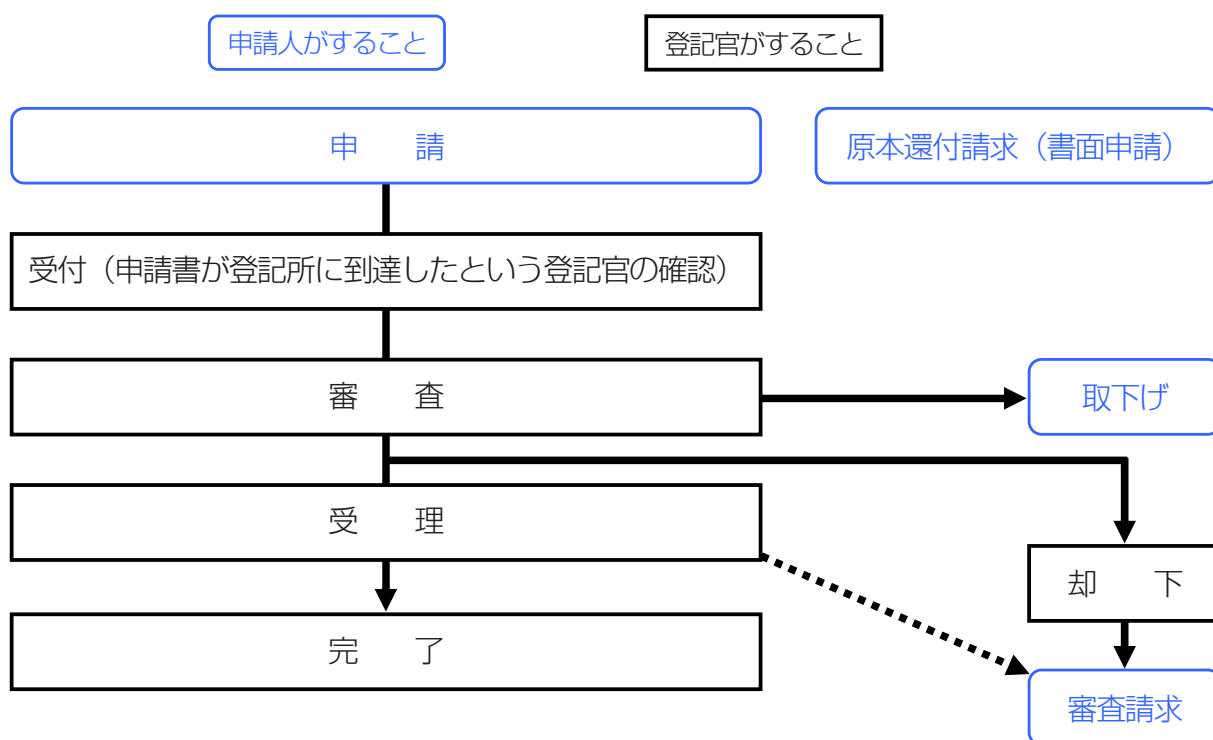 申請人がすること
登記官がすること
申　　請
原本還付請求（書面申請）
受付（申請書が登記所に到達したという登記官の確認）
審　　査
取下げ
受　　理
却　　下
完　　了
審査請求